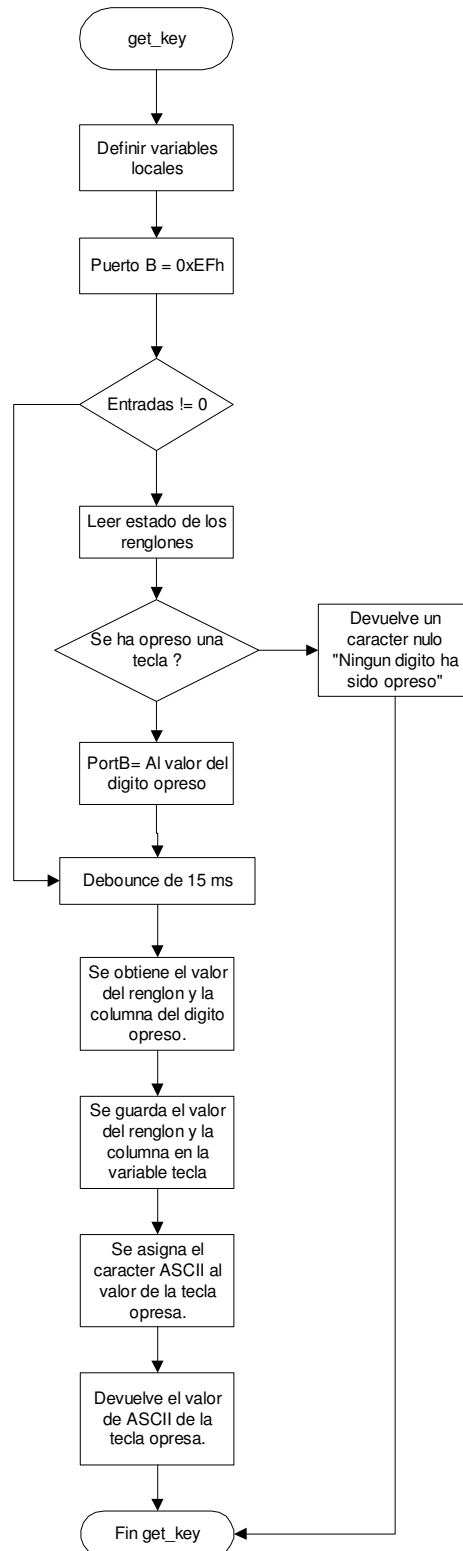 get_key
Definir variables
locales
Puerto B = 0xEFh
Entradas != 0
Leer estado de los
renglones
Se ha opreso una
tecla ?
Devuelve un
caracter nulo
"Ningun digito ha
sido opreso"
PortB= Al valor del
digito opreso
Debounce de 15 ms
Se obtiene el valor
del renglon y la
columna del digito
opreso.
Se guarda el valor
del renglon y la
columna en la
variable tecla
Se asigna el
caracter ASCII al
valor de la tecla
opresa.
Devuelve el valor
de ASCII de la
tecla opresa.
Fin get_key